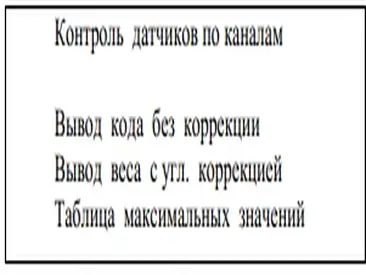 Контроль датчиков по каналам
Вывод кода без коррекции
Вывод веса с угл. коррекцией
Таблица максимальных значений